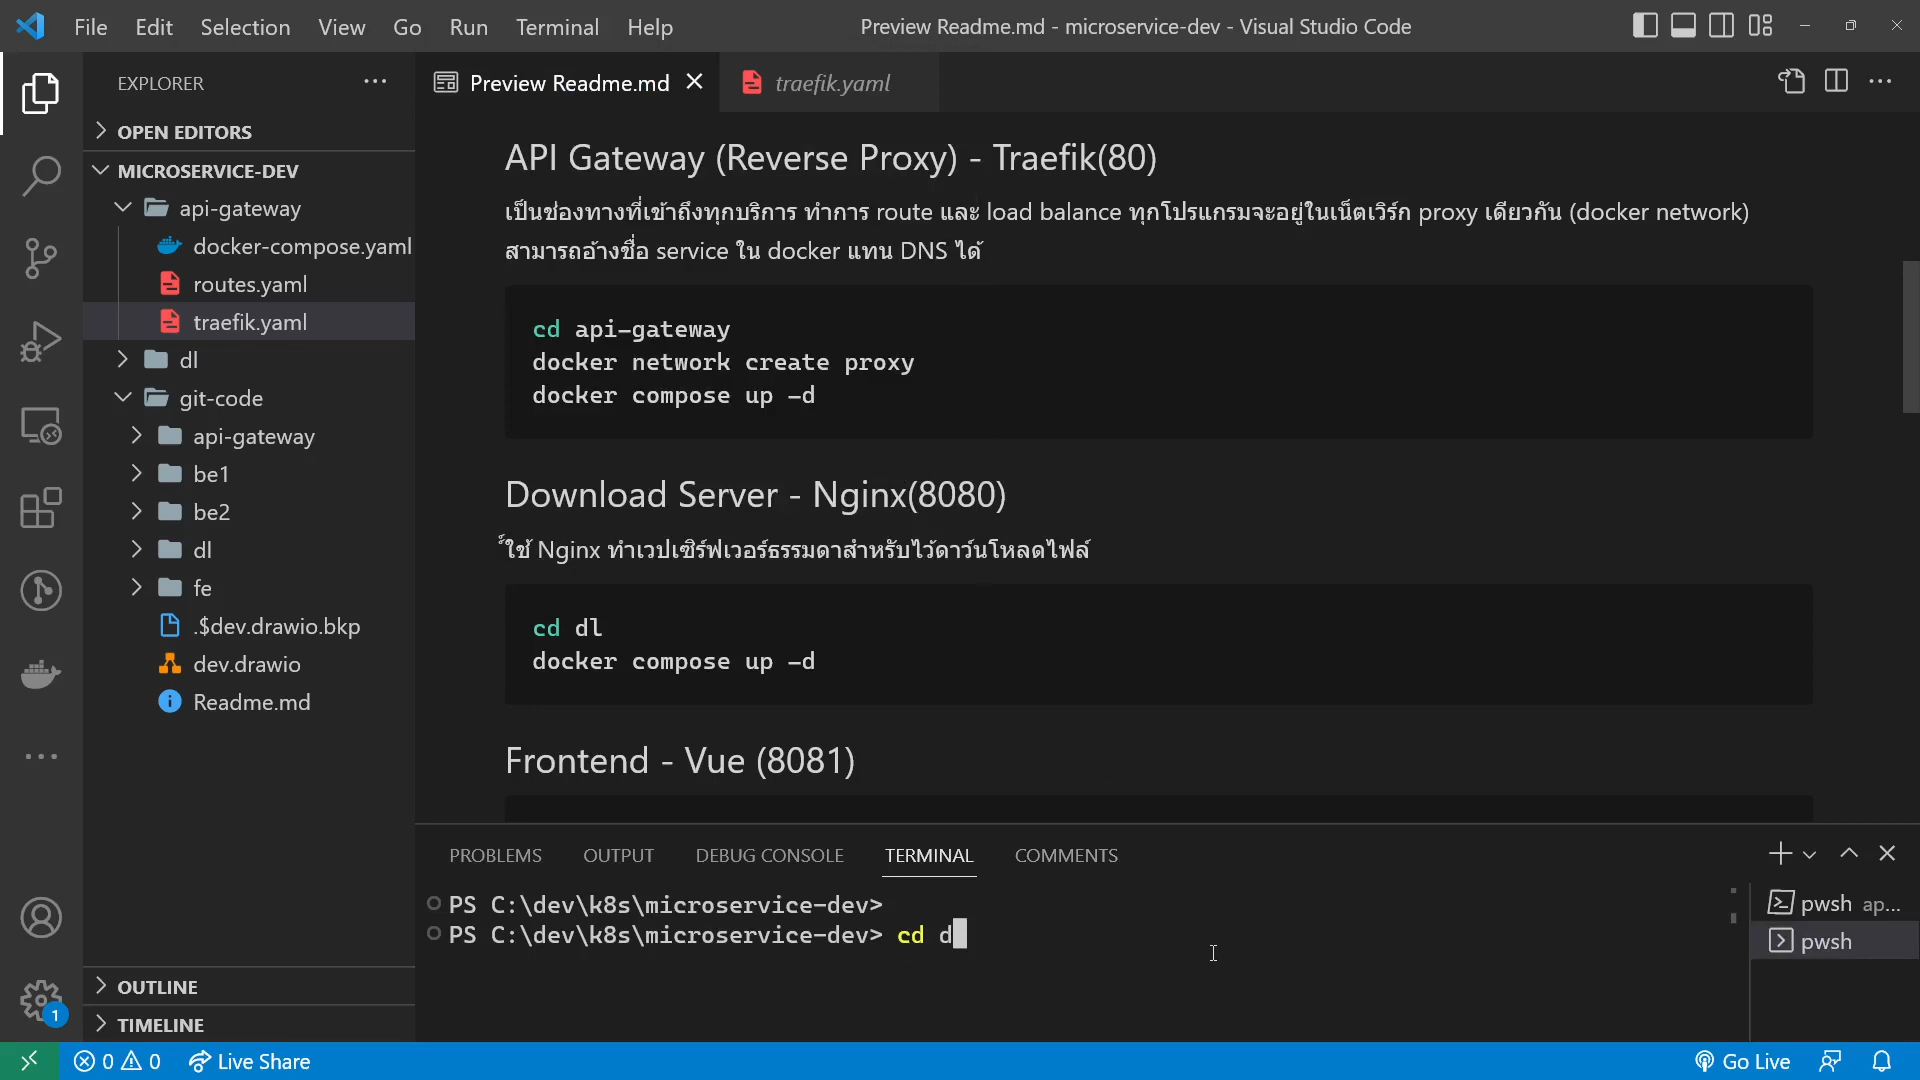 File Edit Selection View Go Run Terminal Help
Preview Readme.md - microservice-dev - Visual Studio Code
EXPLORER
OPEN EDITORS
MICROSERVICE-DEV
api-gateway
docker-compose.yaml
routes.yaml
traefik.yaml
dl
git-code
api-gateway
be1
be2
dl
fe
.$dev.drawio.bkp
dev.drawio
Readme.md
OUTLINE
TIMELINE
Preview Readme.md
traefik.yaml
API Gateway (Reverse Proxy) - Traefik(80)
เป็นช่องทางที่เข้าถึงทุกบริการ ทำการ route และ load balance ทุกโปรแกรมจะอยู่ในเน็ตเวิร์ก proxy เดียวกัน (docker network)
สามารถอ้างชื่อ service ใน docker แทน DNS ได้
cd api-gateway
docker network create proxy
docker compose up -d
Download Server - Nginx(8080)
์ใช้ Nginx ทำเวปเซิร์ฟเวอร์ธรรมดาสำหรับไว้ดาว์นโหลดไฟล์
cd dl
docker compose up -d
Frontend - Vue (8081)
PROBLEMS OUTPUT DEBUG CONSOLE TERMINAL COMMENTS
PS C:\dev\k8s\microservice-dev>
PS C:\dev\k8s\microservice-dev> cd d
pwsh ap...
pwsh
1
0 0 Live Share
Go Live